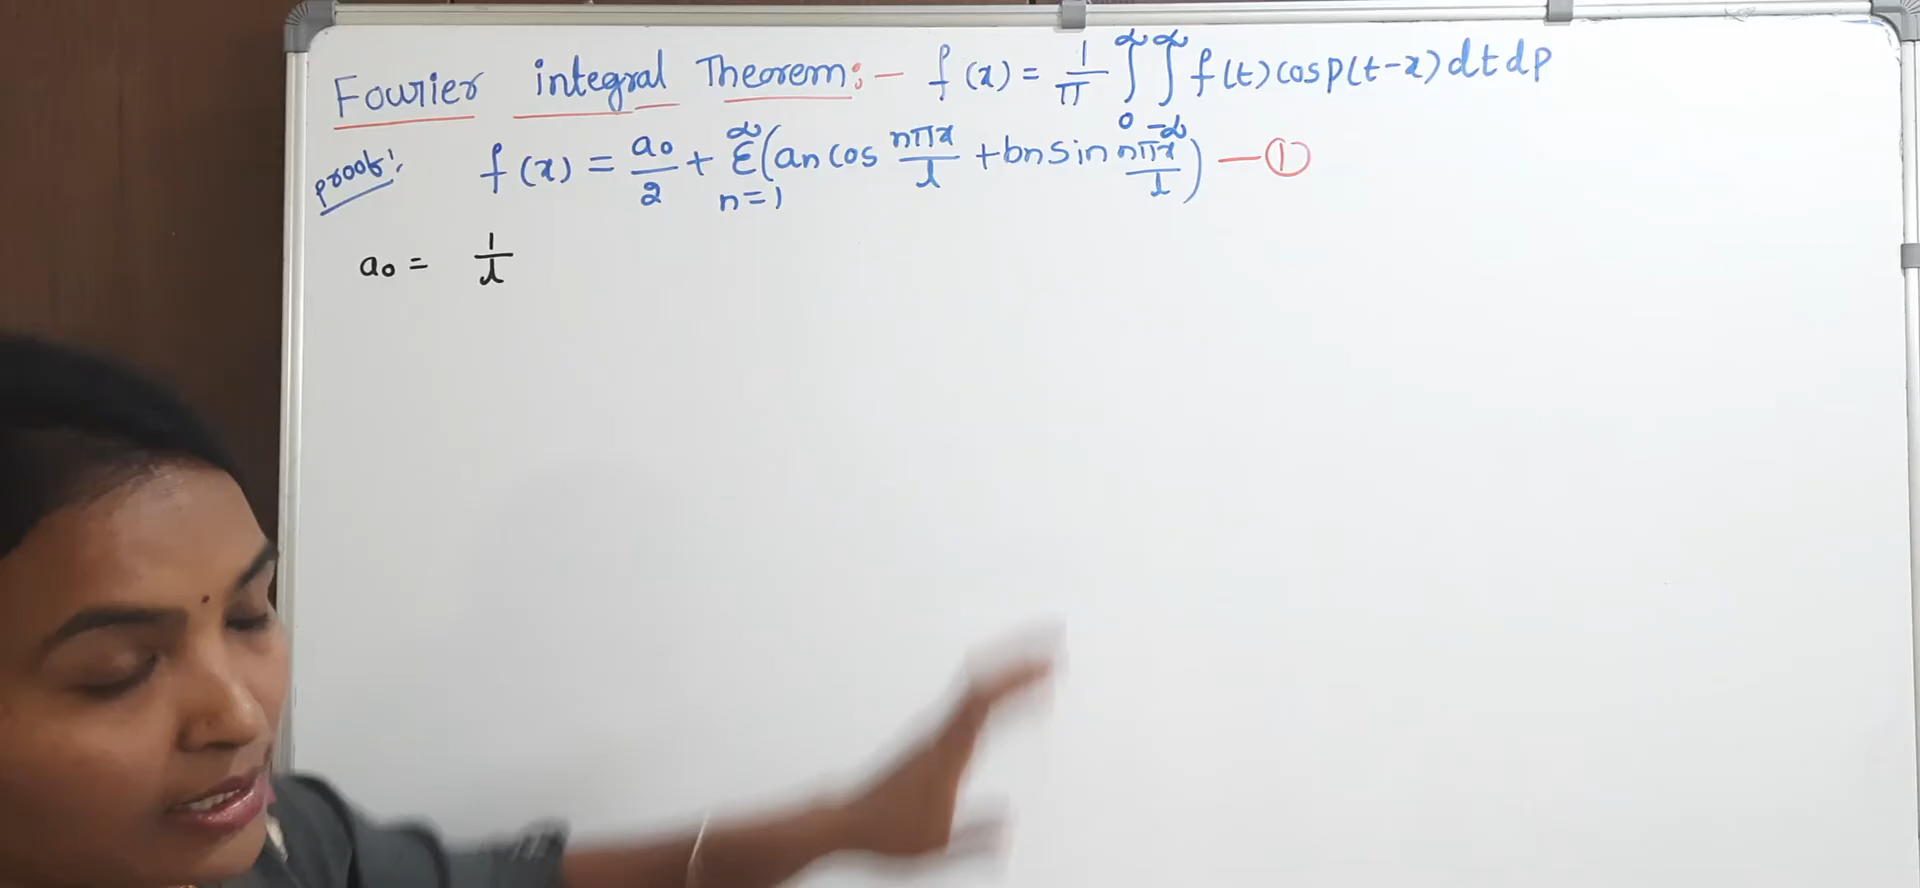 Fourier integral Theorem:- f(x) = 1/π ∫₀^∞ ∫₋∞^∞ f(t) cos p(t-x) dt dp
proof:- f(x) = a₀/2 + Σₙ₌₁^∞ (an cos nπx/l + bn sin nπx/l) — ①
a₀ = 1/l